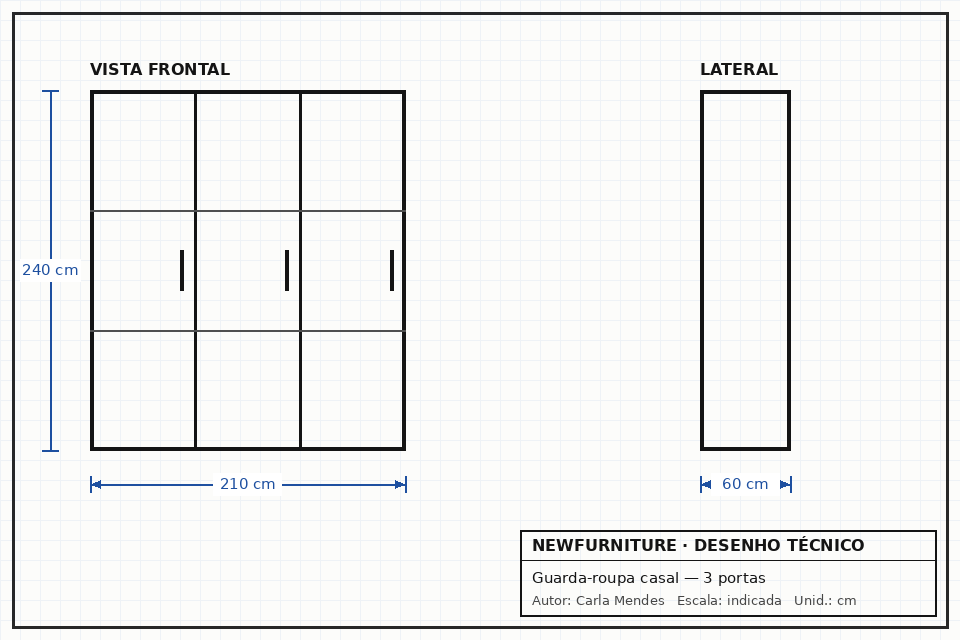 VISTA FRONTAL
LATERAL
240 cm
210 cm
60 cm
NEWFURNITURE · DESENHO TÉCNICO
Guarda-roupa casal — 3 portas
Autor: Carla Mendes   Escala: indicada   Unid.: cm